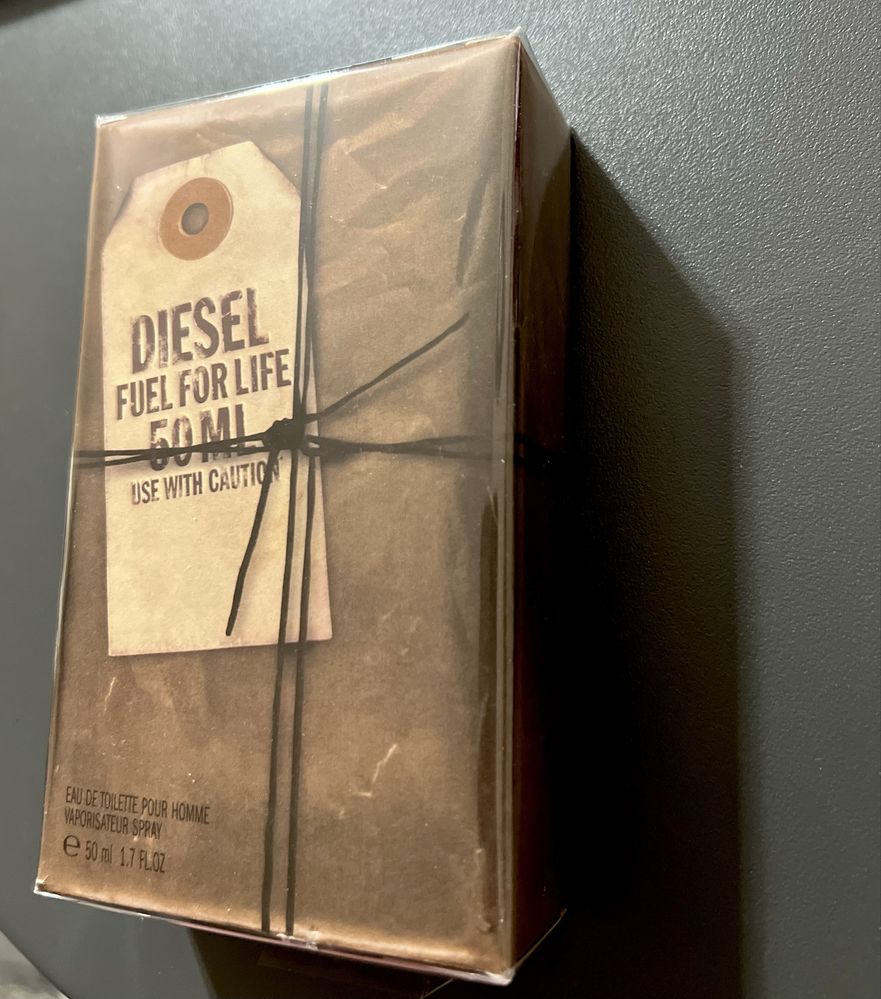 DIESEL
FUEL FOR LIFE
50 ML
USE WITH CAUTION
EAU DE TOILETTE POUR HOMME
VAPORISATEUR SPRAY
℮ 50 ml 1.7 FL.OZ